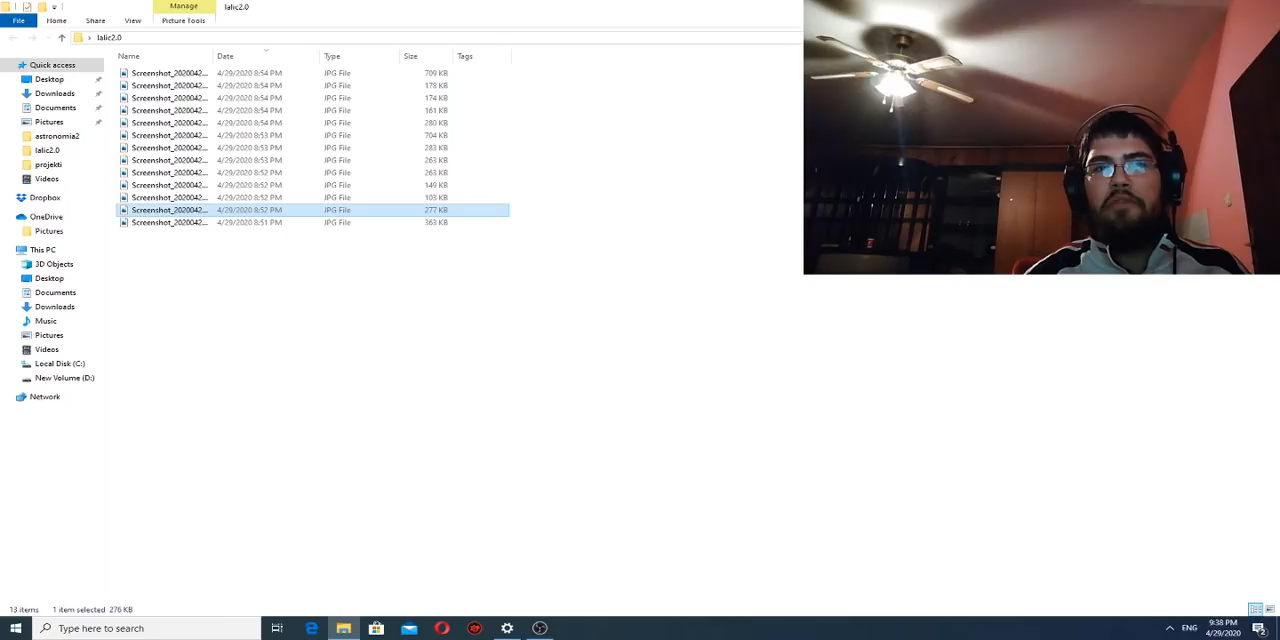 Manage lalic2.0
File Home Share View Picture Tools
lalic2.0
Name Date Type Size Tags
Quick access
Desktop
Downloads
Documents
Pictures
astronomia2
lalic2.0
projekti
Videos
Dropbox
OneDrive
Pictures
This PC
3D Objects
Desktop
Documents
Downloads
Music
Pictures
Videos
Local Disk (C:)
New Volume (D:)
Network
Screenshot_2020042... 4/29/2020 8:54 PM JPG File 709 KB
Screenshot_2020042... 4/29/2020 8:54 PM JPG File 178 KB
Screenshot_2020042... 4/29/2020 8:54 PM JPG File 174 KB
Screenshot_2020042... 4/29/2020 8:54 PM JPG File 161 KB
Screenshot_2020042... 4/29/2020 8:54 PM JPG File 280 KB
Screenshot_2020042... 4/29/2020 8:53 PM JPG File 704 KB
Screenshot_2020042... 4/29/2020 8:53 PM JPG File 283 KB
Screenshot_2020042... 4/29/2020 8:53 PM JPG File 263 KB
Screenshot_2020042... 4/29/2020 8:52 PM JPG File 263 KB
Screenshot_2020042... 4/29/2020 8:52 PM JPG File 149 KB
Screenshot_2020042... 4/29/2020 8:52 PM JPG File 103 KB
Screenshot_2020042... 4/29/2020 8:52 PM JPG File 277 KB
Screenshot_2020042... 4/29/2020 8:51 PM JPG File 363 KB
13 items 1 item selected 276 KB
Type here to search
ENG
9:38 PM
4/29/2020